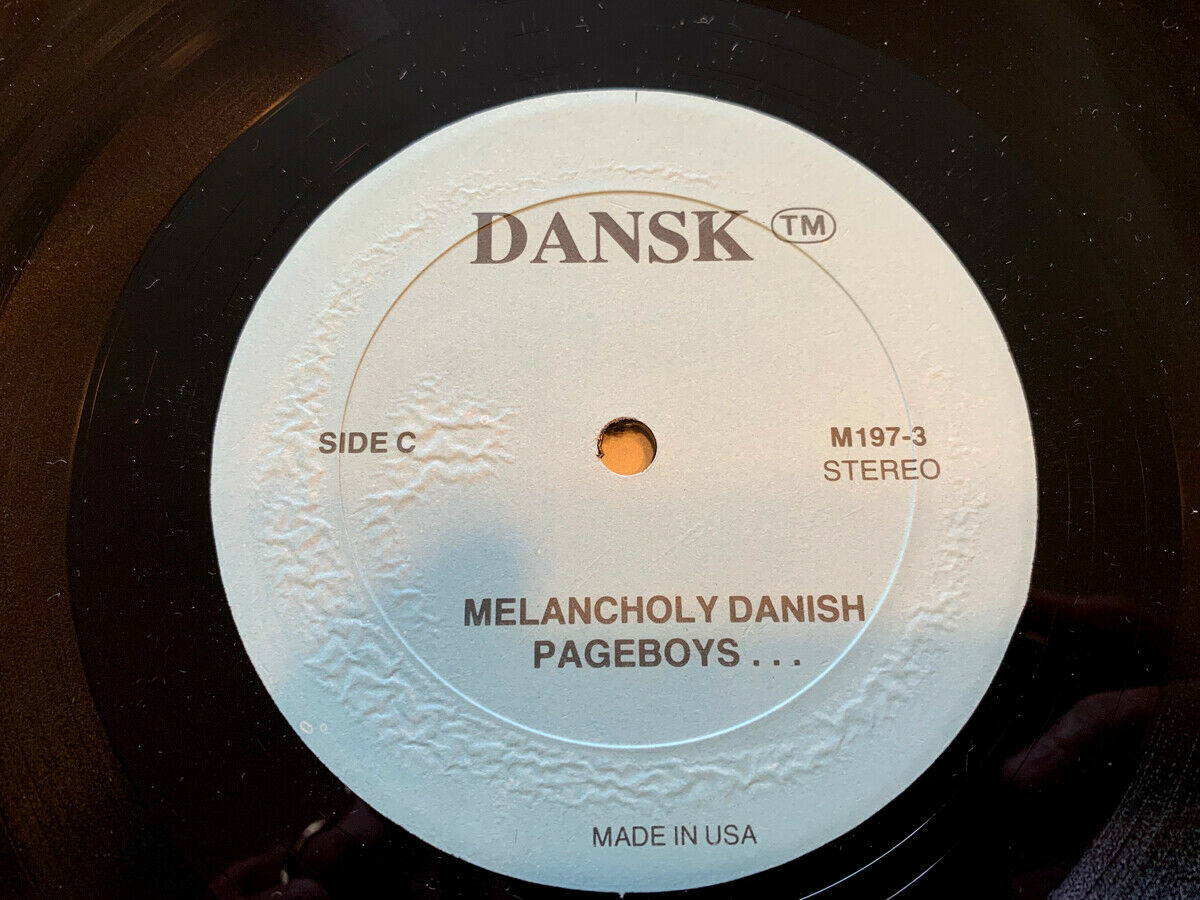 DANSK TM
SIDE C
M197-3
STEREO
MELANCHOLY DANISH
PAGEBOYS . . .
MADE IN USA